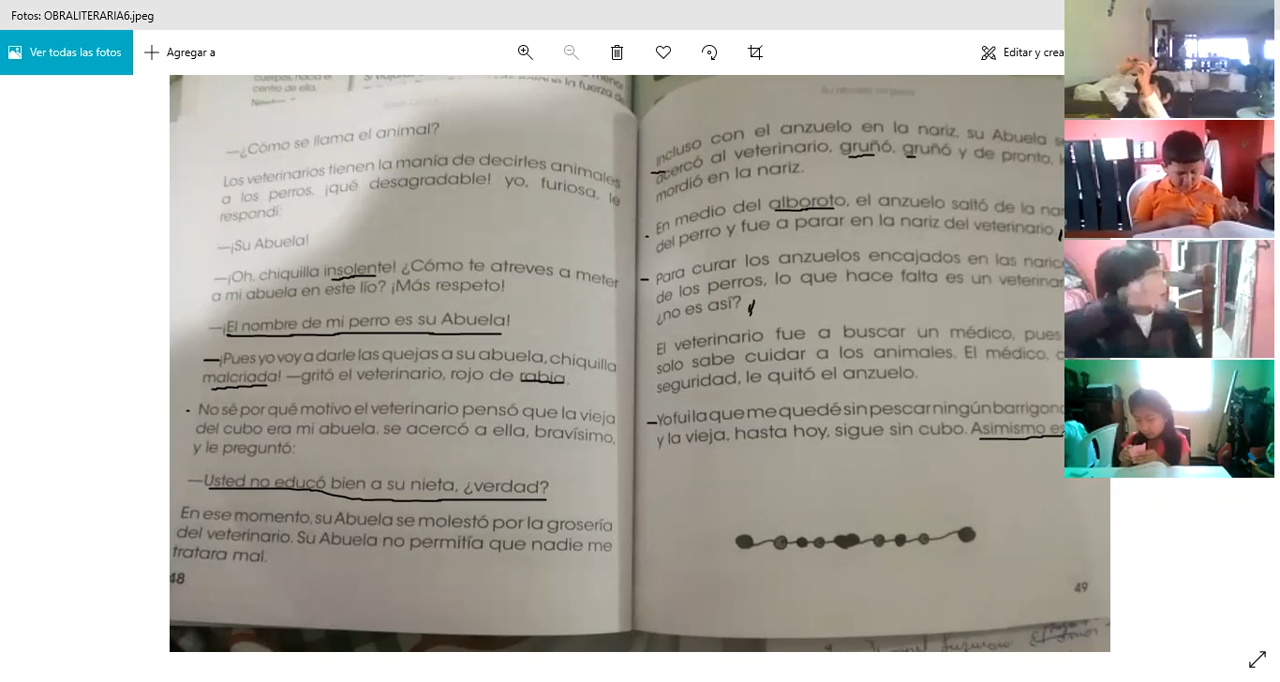 Fotos: OBRALITERARIA6.jpeg
Ver todas las fotos
Agregar a
Editar y crea
centro de ella.
—¿Cómo se llama el animal?
Los veterinarios tienen la manía de decirles animales
a los perros, ¡qué desagradable! yo, furiosa, le
respondí:
—¡Su Abuela!
—¡Oh, chiquilla insolente! ¿Cómo te atreves a meter
a mi abuela en este lío? ¡Más respeto!
—¡El nombre de mi perro es su Abuela!
—¡Pues yo voy a darle las quejas a su abuela, chiquilla
malcriada! —gritó el veterinario, rojo de rabia.
No sé por qué motivo el veterinario pensó que la vieja
del cubo era mi abuela. se acercó a ella, bravísimo,
y le preguntó:
—Usted no educó bien a su nieta, ¿verdad?
En ese momento, su Abuela se molestó por la grosería
del veterinario. Su Abuela no permitía que nadie me
tratara mal.
48
la fuerza de
Incluso con el anzuelo en la nariz, su Abuela se
acercó al veterinario, gruñó, gruñó y de pronto,
mordió en la nariz.
En medio del alboroto, el anzuelo saltó de la nar
del perro y fue a parar en la nariz del veterinario.
Para curar los anzuelos encajados en las naric
de los perros, lo que hace falta es un veterinar
¿no es así?
El veterinario fue a buscar un médico, pues
solo sabe cuidar a los animales. El médico, c
seguridad, le quitó el anzuelo.
Yo fui la que me quedé sin pescar ningún barrigon
y la vieja, hasta hoy, sigue sin cubo. Asimismo es
49